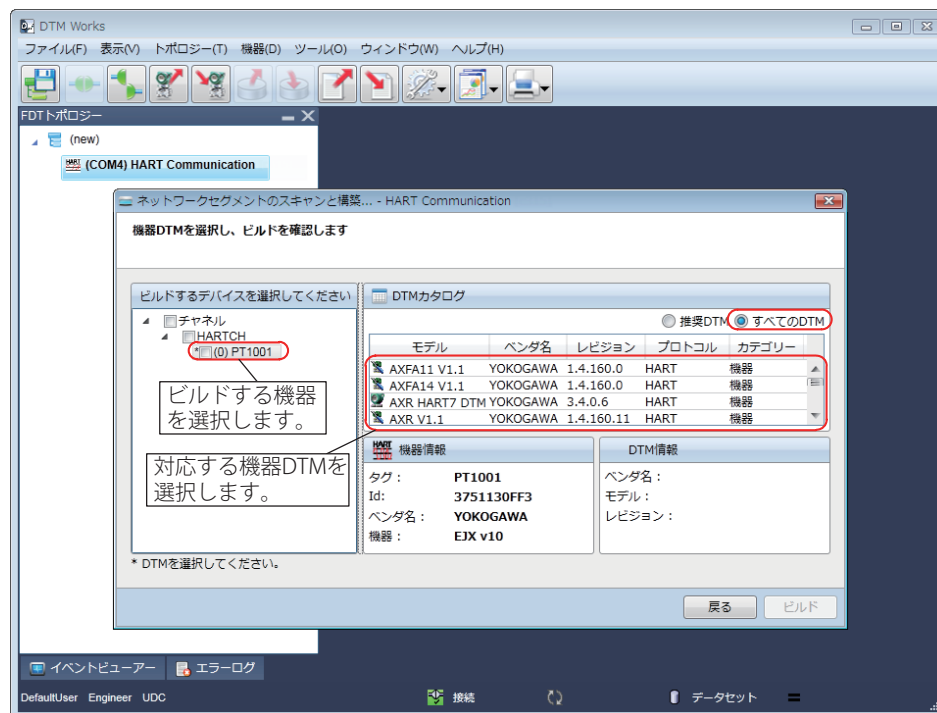 DTM Works
ファイル(F) 表示(V) トポロジー(T) 機器(D) ツール(O) ウィンドウ(W) ヘルプ(H)
FDTトポロジー
(new)
(COM4) HART Communication
ネットワークセグメントのスキャンと構築... - HART Communication
機器DTMを選択し、ビルドを確認します
ビルドするデバイスを選択してください
チャネル
HARTCH
*(0) PT1001
ビルドする機器
を選択します。
対応する機器DTMを
選択します。
DTMカタログ
推奨DTM すべてのDTM
モデル ベンダ名 レビジョン プロトコル カテゴリー
AXFA11 V1.1 YOKOGAWA 1.4.160.0 HART 機器
AXFA14 V1.1 YOKOGAWA 1.4.160.0 HART 機器
AXR HART7 DTM YOKOGAWA 3.4.0.6 HART 機器
AXR V1.1 YOKOGAWA 1.4.160.11 HART 機器
HART 機器情報
タグ: PT1001
Id: 3751130FF3
ベンダ名: YOKOGAWA
機器: EJX v10
DTM情報
ベンダ名:
モデル:
レビジョン:
* DTMを選択してください。
戻る ビルド
イベントビューアー エラーログ
DefaultUser Engineer UDC 接続 データセット